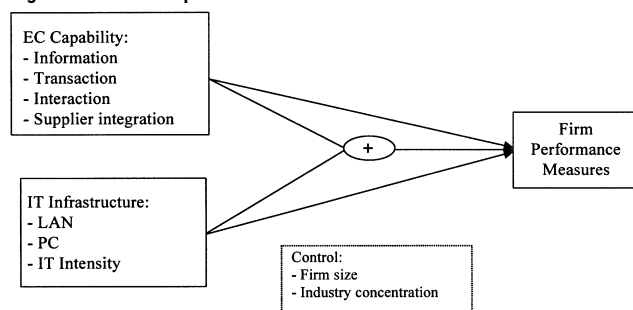 EC Capability:
- Information
- Transaction
- Interaction
- Supplier integration
+
Firm
Performance
Measures
IT Infrastructure:
- LAN
- PC
- IT Intensity
Control:
- Firm size
- Industry concentration